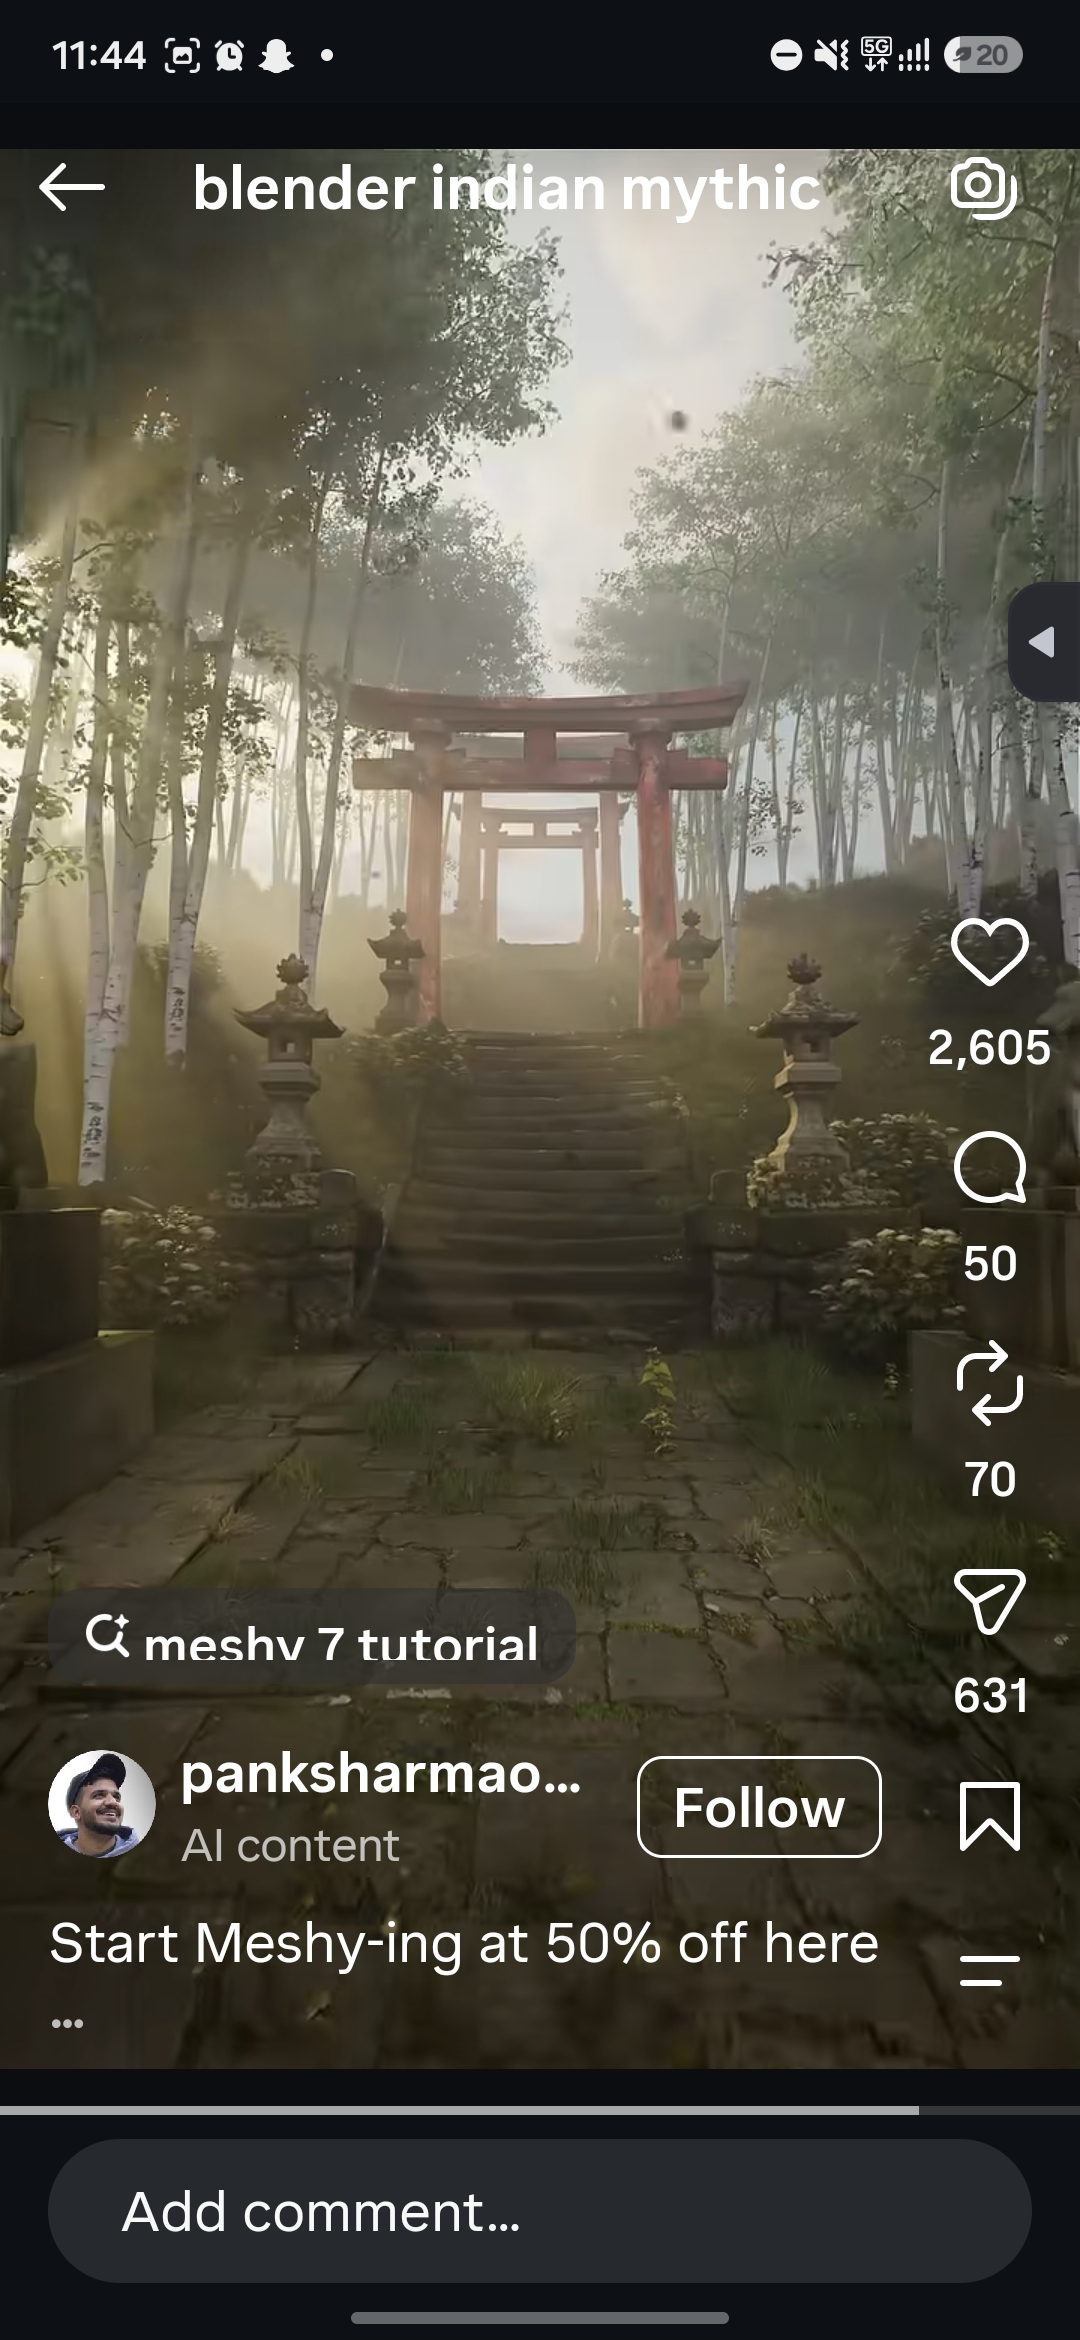 11:44
5G
20
blender indian mythic
2,605
50
70
631
meshy 7 tutorial
panksharmao...
AI content
Follow
Start Meshy-ing at 50% off here
...
Add comment...